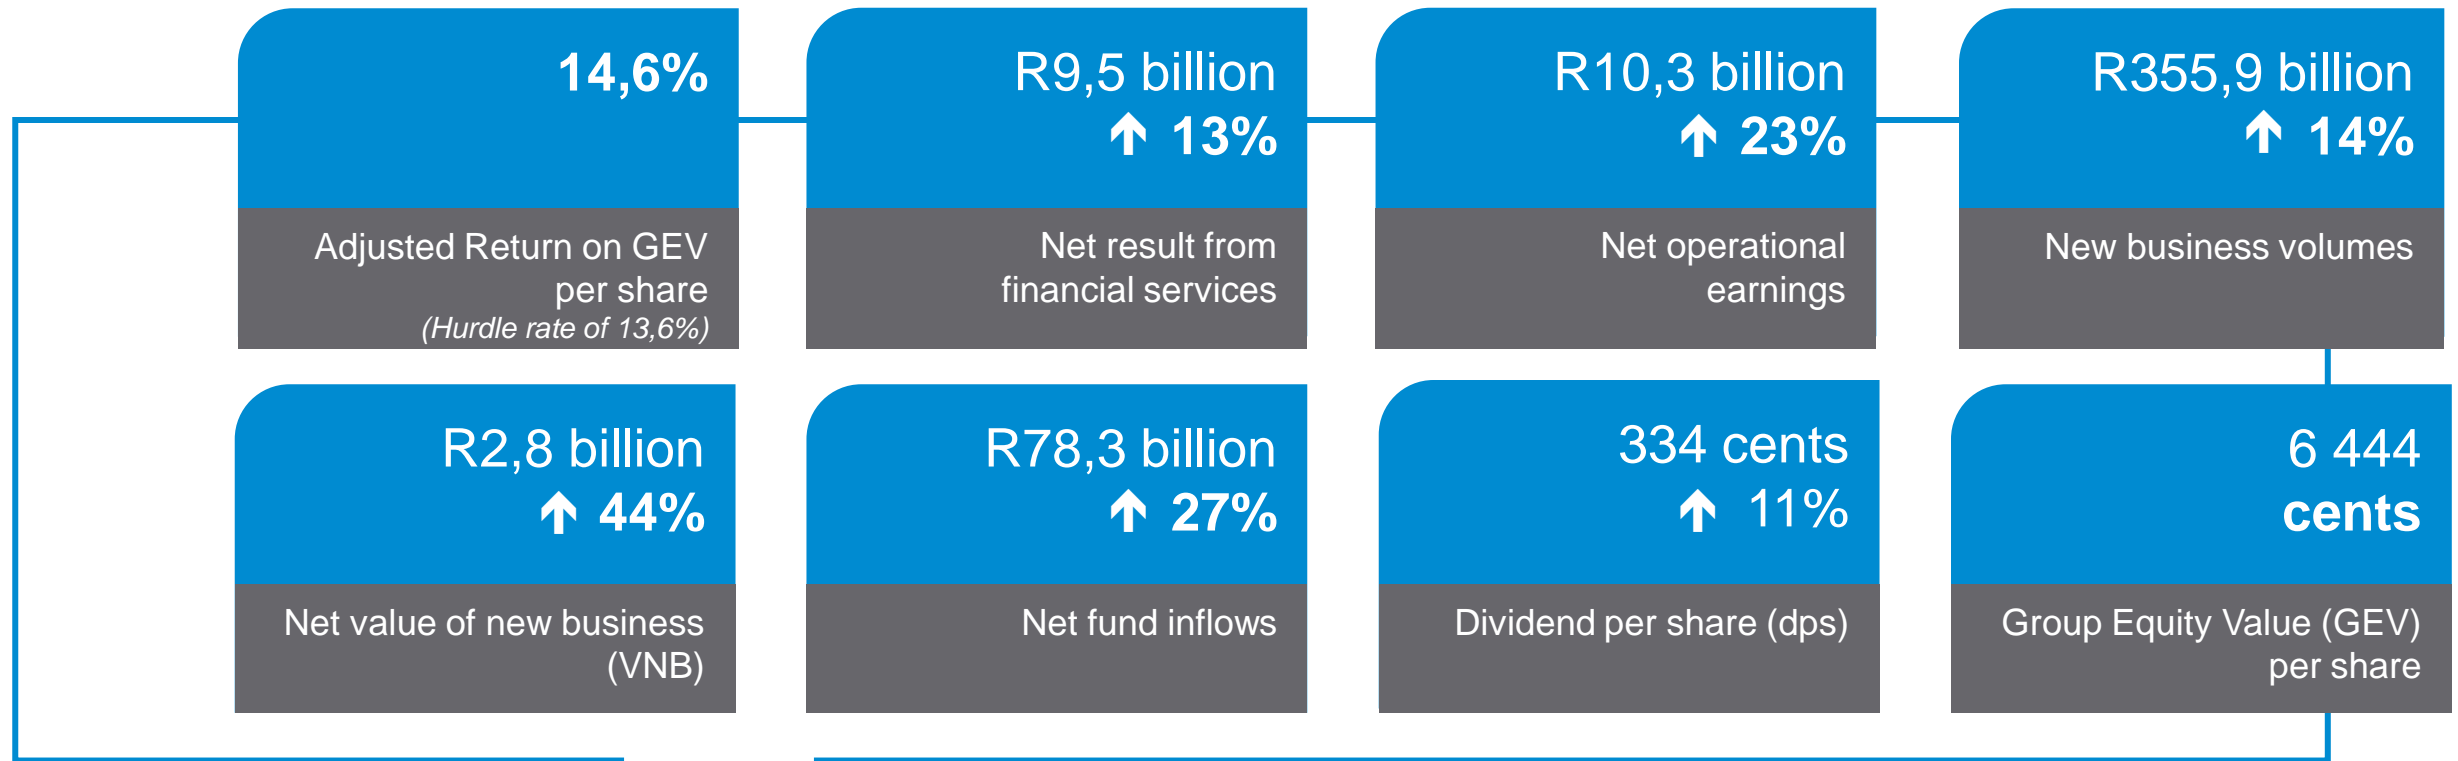 14,6%
Adjusted Return on GEV
per share
(Hurdle rate of 13,6%)
R9,5 billion
↑ 13%
Net result from
financial services
R10,3 billion
↑ 23%
Net operational
earnings
R355,9 billion
↑ 14%
New business volumes
R2,8 billion
↑ 44%
Net value of new business
(VNB)
R78,3 billion
↑ 27%
Net fund inflows
334 cents
↑ 11%
Dividend per share (dps)
6 444
cents
Group Equity Value (GEV)
per share